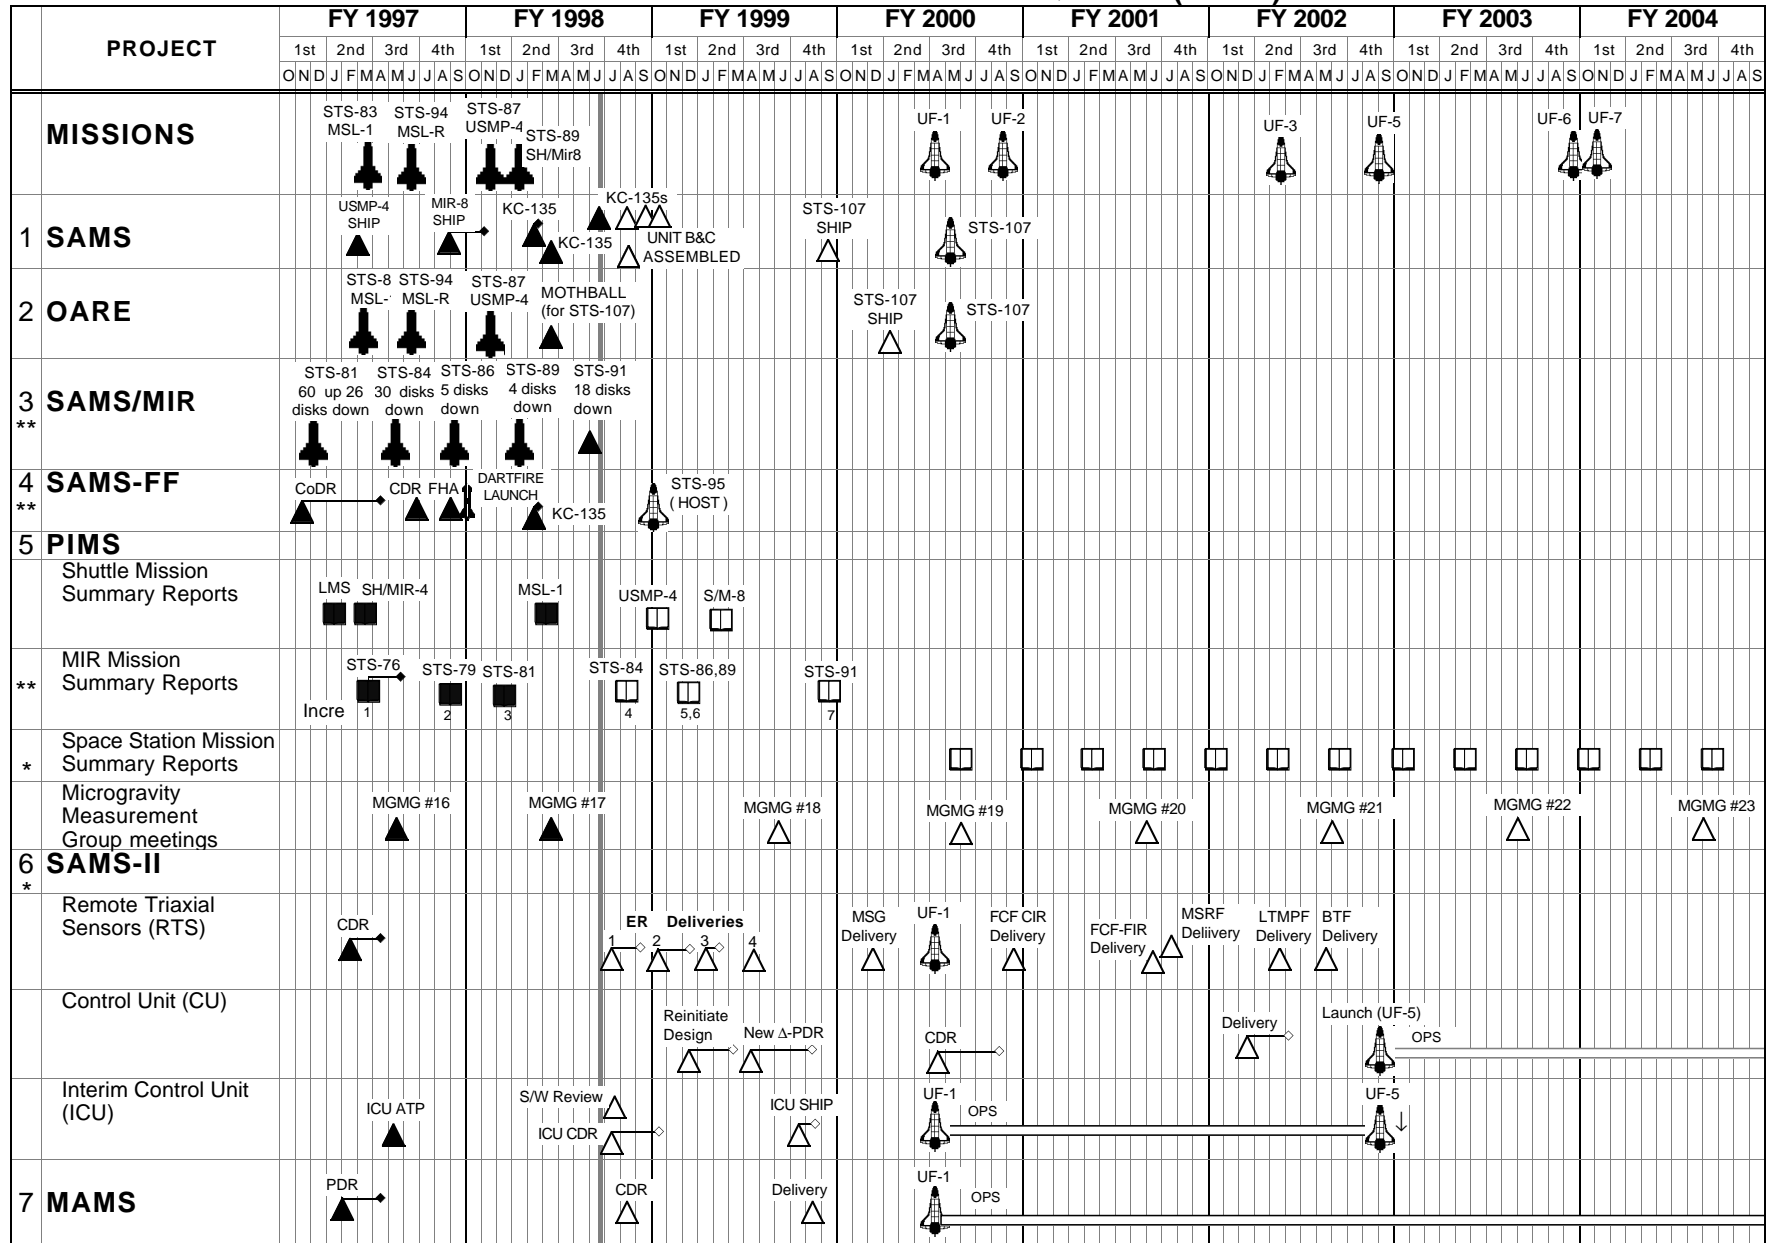 FY 1997 FY 1998 FY 1999 FY 2000 FY 2001 FY 2002 FY 2003 FY 2004
PROJECT
1st 2nd 3rd 4th 1st 2nd 3rd 4th 1st 2nd 3rd 4th 1st 2nd 3rd 4th 1st 2nd 3rd 4th 1st 2nd 3rd 4th 1st 2nd 3rd 4th 1st 2nd 3rd 4th
O N D J F M A M J J A S O N D J F M A M J J A S O N D J F M A M J J A S O N D J F M A M J J A S O N D J F M A M J J A S O N D J F M A M J J A S O N D J F M A M J J A S O N D J F M A M J J A S
MISSIONS
STS-83
MSL-1
STS-94
MSL-R
STS-87
USMP-4
STS-89
SH/Mir8
UF-1
UF-2
UF-3
UF-5
UF-6
UF-7
1 SAMS
USMP-4
SHIP
MIR-8
SHIP
KC-135
KC-135
KC-135s
UNIT B&C
ASSEMBLED
STS-107
SHIP
STS-107
2 OARE
STS-8
MSL-
STS-94
MSL-R
STS-87
USMP-4
MOTHBALL
(for STS-107)
STS-107
SHIP
STS-107
3 SAMS/MIR
**
STS-81
60 up 26
disks down
STS-84
30 disks
down
STS-86
5 disks
down
STS-89
4 disks
down
STS-91
18 disks
down
4 SAMS-FF
**
CoDR
CDR
FHA
DARTFIRE
LAUNCH
KC-135
STS-95
( HOST )
5 PIMS
Shuttle Mission
Summary Reports
LMS
SH/MIR-4
MSL-1
USMP-4
S/M-8
MIR Mission
Summary Reports
**
STS-76
STS-79
STS-81
STS-84
STS-86,89
STS-91
Incre 1 2 3 4 5,6 7
Space Station Mission
Summary Reports
*
Microgravity
Measurement
Group meetings
MGMG #16
MGMG #17
MGMG #18
MGMG #19
MGMG #20
MGMG #21
MGMG #22
MGMG #23
6 SAMS-II
*
Remote Triaxial
Sensors (RTS)
CDR
ER Deliveries
1 2 3 4
MSG
Delivery
UF-1
FCF CIR
Delivery
FCF-FIR
Delivery
MSRF
Delivery
LTMPF
Delivery
BTF
Delivery
Control Unit (CU)
Reinitiate
Design
New Δ-PDR
CDR
Delivery
Launch (UF-5)
OPS
Interim Control Unit
(ICU)
ICU ATP
S/W Review
ICU CDR
ICU SHIP
UF-1
OPS
UF-5
↓
7 MAMS
PDR
CDR
Delivery
UF-1
OPS